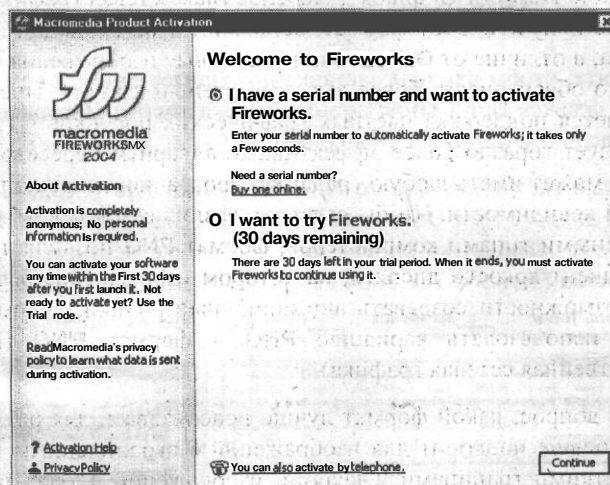 Macromedia Product Activation
macromedia
FIREWORKSMX
2004
About Activation
Activation is completely
anonymous; No personal
information Is required.
You can activate your software
any time within the First 30 days
after you first launch it. Not
ready to activate yet? Use the
Trial rode.
Read Macromedia's privacy
policy to learn what data is sent
during activation.
? Activation Help
Privacy Policy
Welcome to Fireworks
I have a serial number and want to activate
Fireworks.
Enter your serial number to automatically activate Fireworks; it takes only
a Few seconds.
Need a serial number?
Buy one online.
O I want to try Fireworks.
(30 days remaining)
There are 30 days left in your trial period. When it ends, you must activate
Fireworks to continue using it.
You can also activate by telephone.
Continue